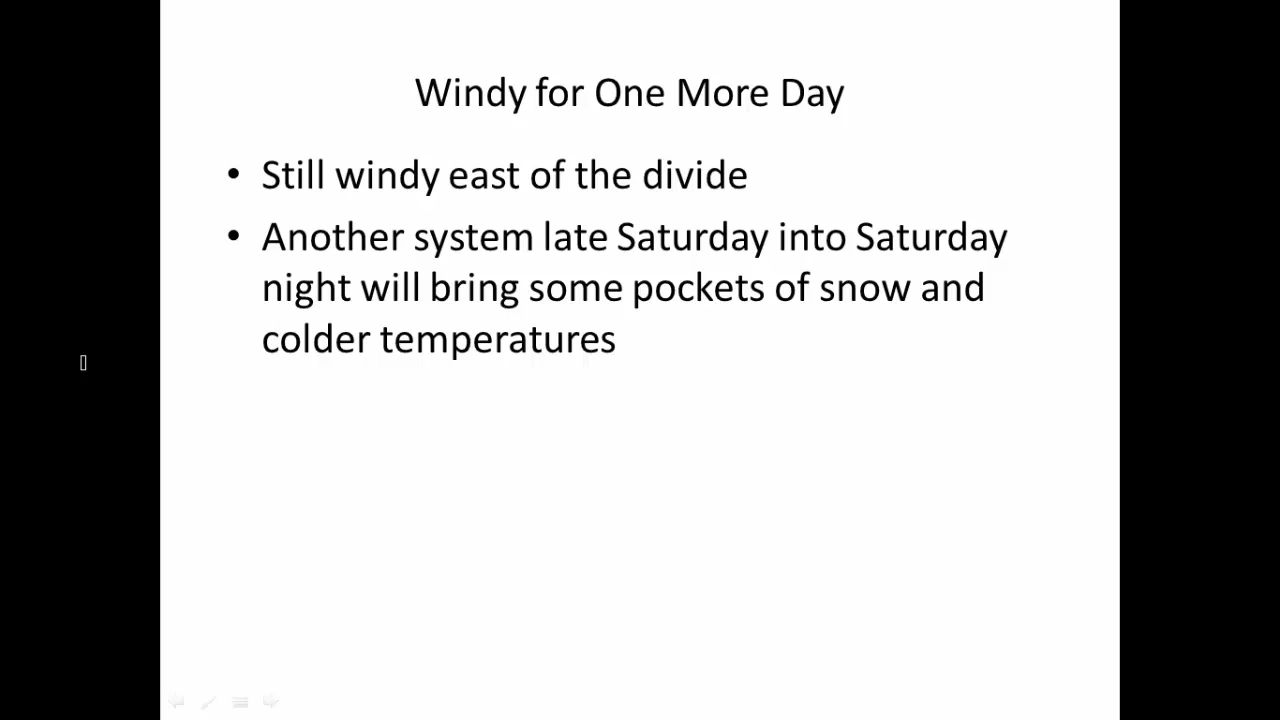 Windy for One More Day
• Still windy east of the divide
• Another system late Saturday into Saturday
night will bring some pockets of snow and
colder temperatures